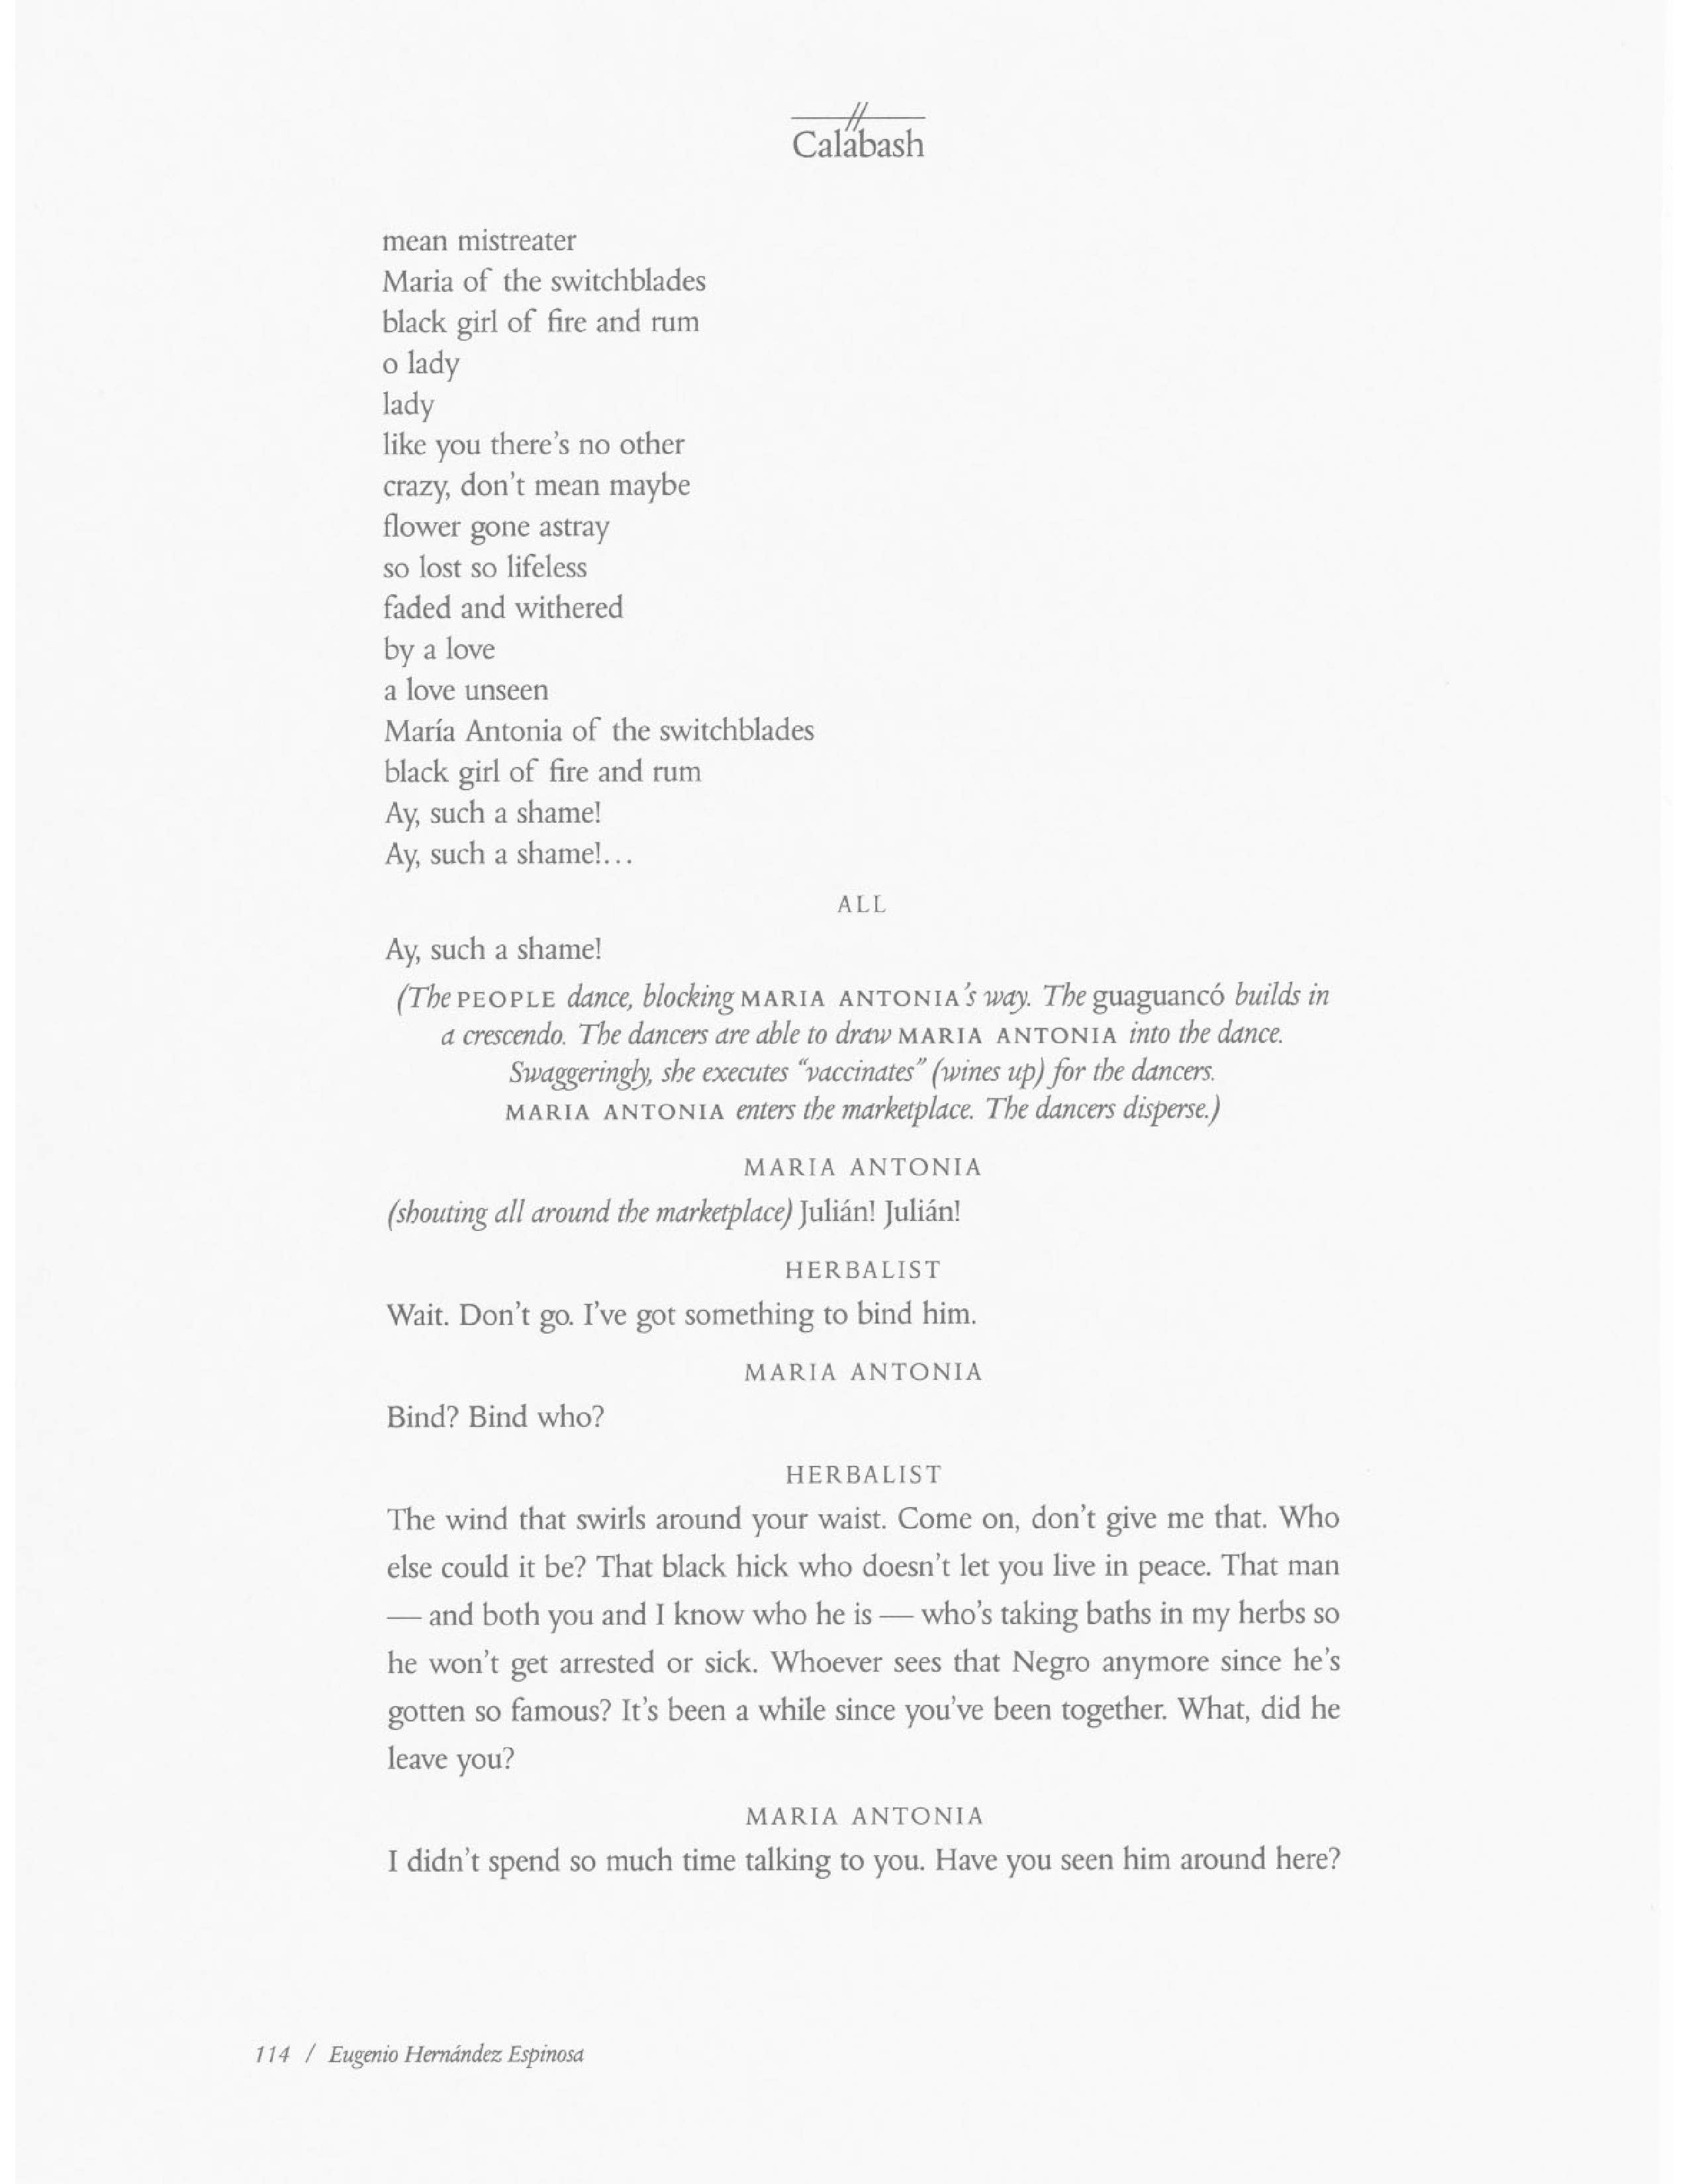 Calabash
mean mistreater
Maria of the switchblades
black girl of fire and rum
o lady
lady
like you there's no other
crazy, don't mean maybe
flower gone astray
so lost so lifeless
faded and withered
by a love
a love unseen
María Antonia of the switchblades
black girl of fire and rum
Ay, such a shame!
Ay, such a shame!...
ALL
Ay, such a shame!
(The PEOPLE dance, blocking MARIA ANTONIA's way. The guaguancó builds in
a crescendo. The dancers are able to draw MARIA ANTONIA into the dance.
Swaggeringly, she executes “vaccinates” (wines up) for the dancers.
MARIA ANTONIA enters the marketplace. The dancers disperse.)
MARIA ANTONIA
(shouting all around the marketplace) Julián! Julián!
HERBALIST
Wait. Don't go. I've got something to bind him.
MARIA ANTONIA
Bind? Bind who?
HERBALIST
The wind that swirls around your waist. Come on, don't give me that. Who
else could it be? That black hick who doesn't let you live in peace. That man
— and both you and I know who he is — who's taking baths in my herbs so
he won't get arrested or sick. Whoever sees that Negro anymore since he's
gotten so famous? It's been a while since you've been together. What, did he
leave you?
MARIA ANTONIA
I didn't spend so much time talking to you. Have you seen him around here?
114 / Eugenio Hernández Espinosa